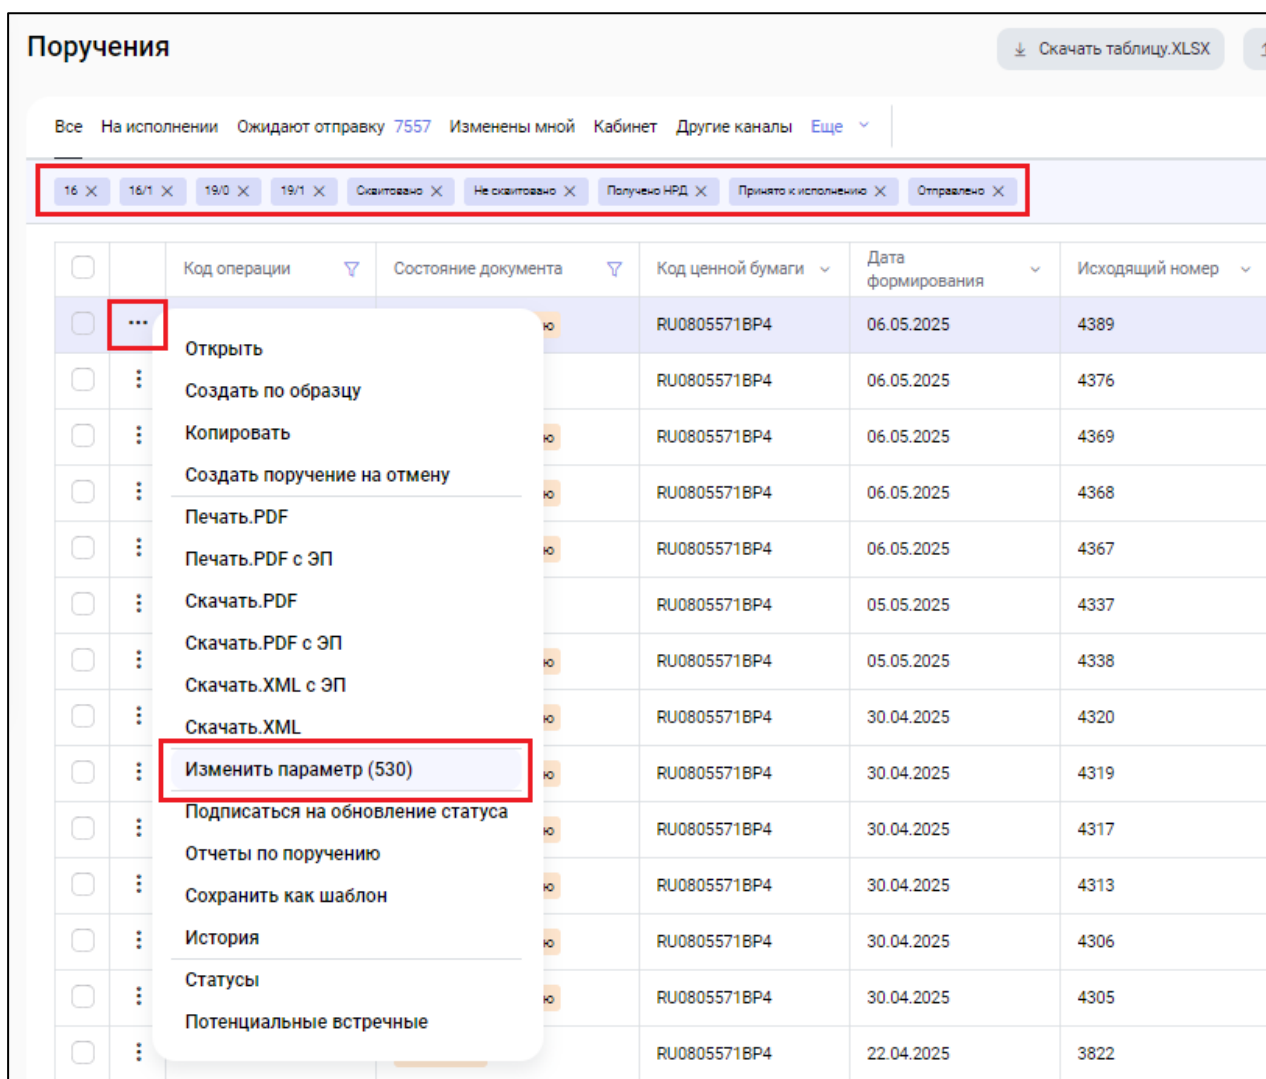 Поручения
Скачать таблицу.XLSX
Все На исполнении Ожидают отправку 7557 Изменены мной Кабинет Другие каналы Еще
16 16/1 19/0 19/1 Сквитовано Не сквитовано Получено НРД Принято к исполнению Отправлено
Код операции Состояние документа Код ценной бумаги Дата формирования Исходящий номер
ю RU0805571BP4 06.05.2025 4389
Открыть
RU0805571BP4 06.05.2025 4376
Создать по образцу
Копировать
ю RU0805571BP4 06.05.2025 4369
Создать поручение на отмену
ю RU0805571BP4 06.05.2025 4368
Печать.PDF
ю RU0805571BP4 06.05.2025 4367
Печать.PDF с ЭП
Скачать.PDF
RU0805571BP4 05.05.2025 4337
Скачать.PDF с ЭП
ю RU0805571BP4 05.05.2025 4338
Скачать.XML с ЭП
ю RU0805571BP4 30.04.2025 4320
Скачать.XML
Изменить параметр (530)
ю RU0805571BP4 30.04.2025 4319
Подписаться на обновление статуса
ю RU0805571BP4 30.04.2025 4317
Отчеты по поручению
ю RU0805571BP4 30.04.2025 4313
Сохранить как шаблон
История
ю RU0805571BP4 30.04.2025 4306
Статусы
ю RU0805571BP4 30.04.2025 4305
Потенциальные встречные
RU0805571BP4 22.04.2025 3822